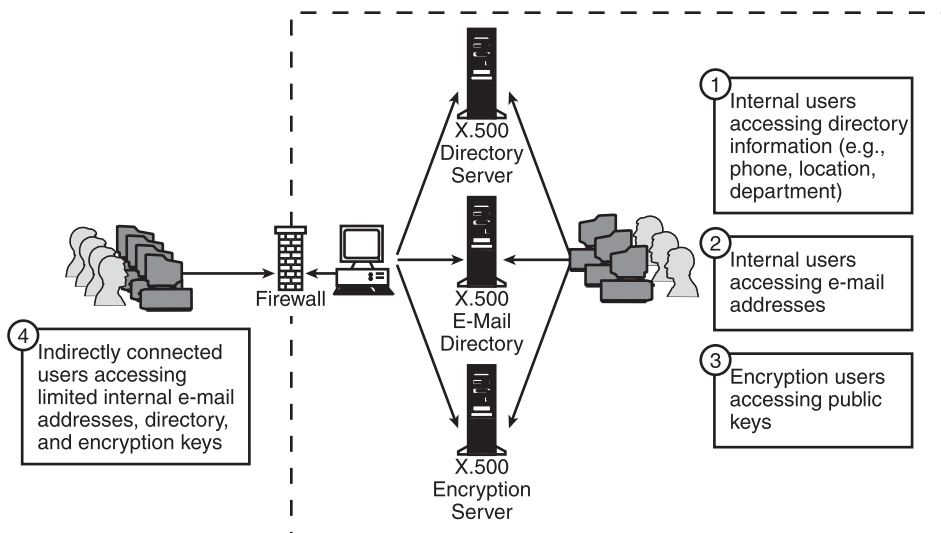 X.500
Directory
Server
1
Internal users
accessing directory
information (e.g.,
phone, location,
department)
2
Internal users
accessing e-mail
addresses
Firewall
X.500
E-Mail
Directory
4
Indirectly connected
users accessing
limited internal e-mail
addresses, directory,
and encryption keys
3
Encryption users
accessing public
keys
X.500
Encryption
Server